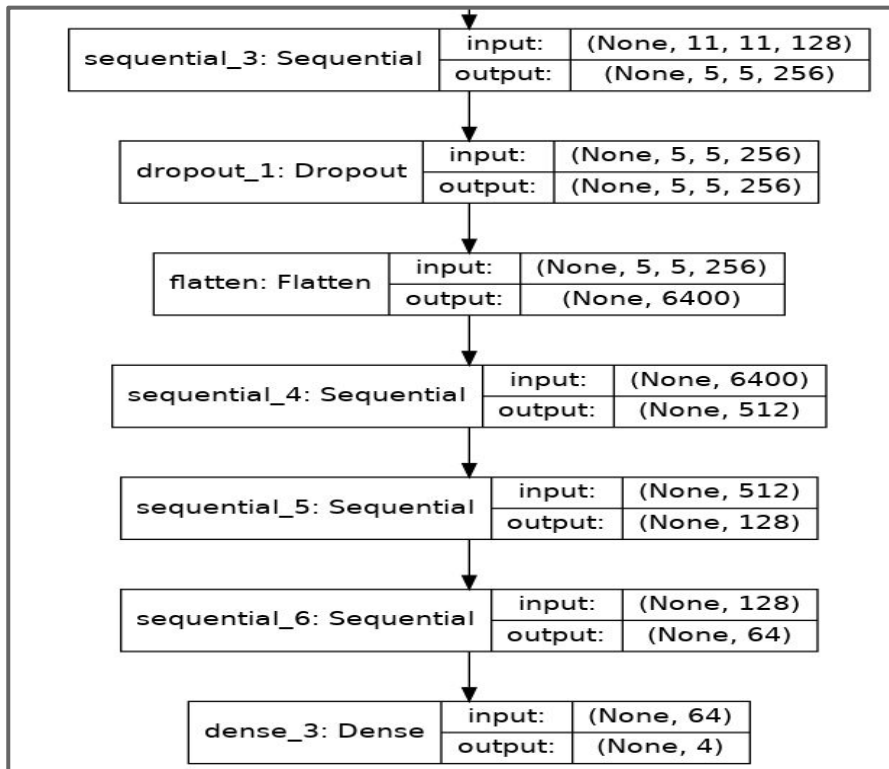 sequential_3: Sequential
input: (None, 11, 11, 128)
output: (None, 5, 5, 256)
dropout_1: Dropout
input: (None, 5, 5, 256)
output: (None, 5, 5, 256)
flatten: Flatten
input: (None, 5, 5, 256)
output: (None, 6400)
sequential_4: Sequential
input: (None, 6400)
output: (None, 512)
sequential_5: Sequential
input: (None, 512)
output: (None, 128)
sequential_6: Sequential
input: (None, 128)
output: (None, 64)
dense_3: Dense
input: (None, 64)
output: (None, 4)